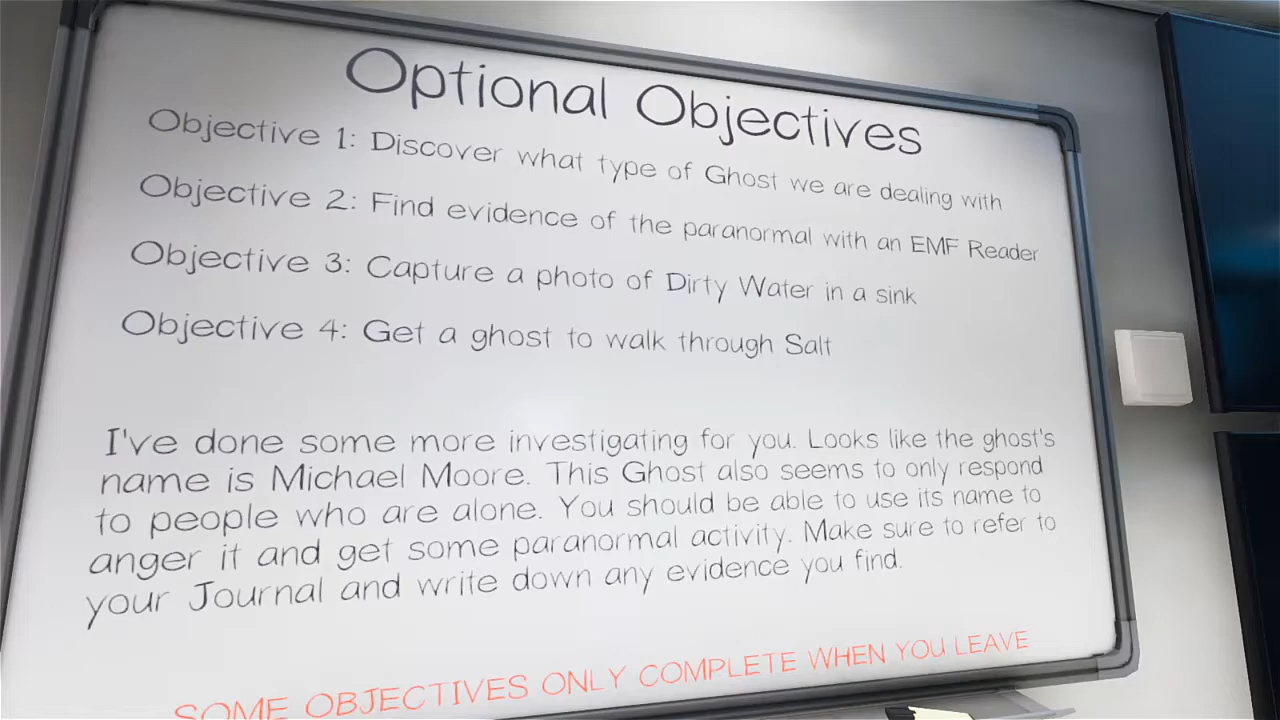 Optional Objectives
Objective 1: Discover what type of Ghost we are dealing with
Objective 2: Find evidence of the paranormal with an EMF Reader
Objective 3: Capture a photo of Dirty Water in a sink
Objective 4: Get a ghost to walk through Salt
I've done some more investigating for you. Looks like the ghost's
name is Michael Moore. This Ghost also seems to only respond
to people who are alone. You should be able to use its name to
anger it and get some paranormal activity. Make sure to refer to
your Journal and write down any evidence you find.
SOME OBJECTIVES ONLY COMPLETE WHEN YOU LEAVE